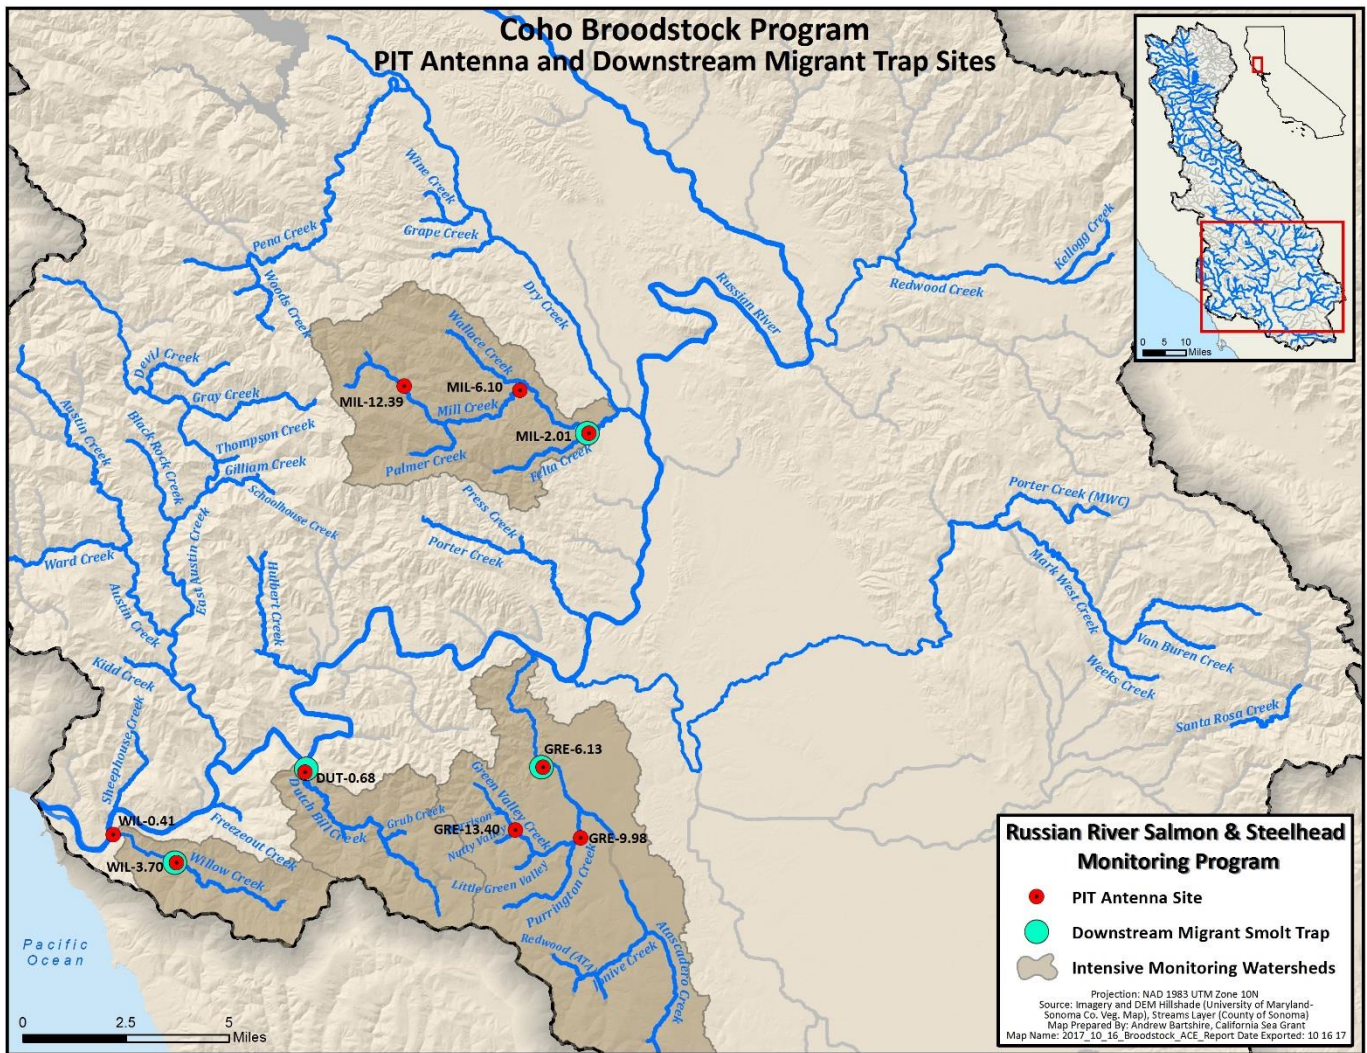 Coho Broodstock Program
PIT Antenna and Downstream Migrant Trap Sites
0 5 10
Miles
Wine Creek
Grape Creek
Pena Creek
Woods Creek
Dry Creek
Russian River
Redwood Creek
Kellogg Creek
Wallace Creek
MIL-12.39
MIL-6.10
Mill Creek
MIL-2.01
Palmer Creek
Felta Creek
Devil Creek
Gray Creek
Austin Creek
Black Rock Creek
Thompson Creek
Gilliam Creek
Schoolhouse Creek
Press Creek
Porter Creek
Porter Creek (MWC)
Ward Creek
East Austin Creek
Hulbert Creek
Mark West Creek
Austin Creek
Van Buren Creek
Weeks Creek
Kidd Creek
Santa Rosa Creek
Sheephouse Creek
DUT-0.68
GRE-6.13
Dutch Bill Creek
Grub Creek
Green Valley Creek
WIL-0.41
Freezeout Creek
GRE-13.40
Nutty Valley
GRE-9.98
WIL-3.70
Willow Creek
Little Green Valley
Purrington Creek
Redwood (ATA)
Atascadero Creek
Pacific
Ocean
0 2.5 5
Miles
Russian River Salmon & Steelhead
Monitoring Program
PIT Antenna Site
Downstream Migrant Smolt Trap
Intensive Monitoring Watersheds
Projection: NAD 1983 UTM Zone 10N
Source: Imagery and DEM Hillshade (University of Maryland-
Sonoma Co. Veg. Map), Streams Layer (County of Sonoma)
Map Prepared By: Andrew Bartshire, California Sea Grant
Map Name: 2017_10_16_Broodstock_ACE_Report Date Exported: 10 16 17